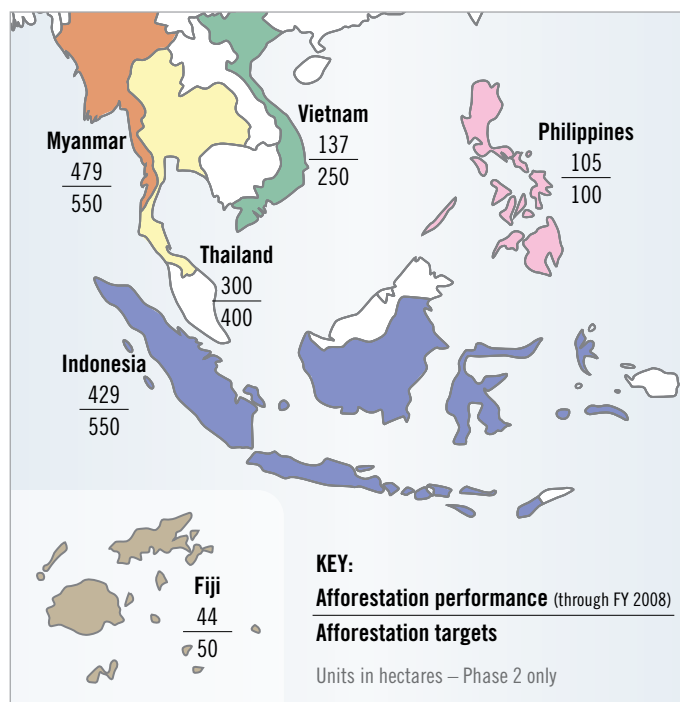 Myanmar
479
550
Vietnam
137
250
Philippines
105
100
Thailand
300
400
Indonesia
429
550
Fiji
44
50
KEY:
Afforestation performance (through FY 2008)
Afforestation targets
Units in hectares – Phase 2 only